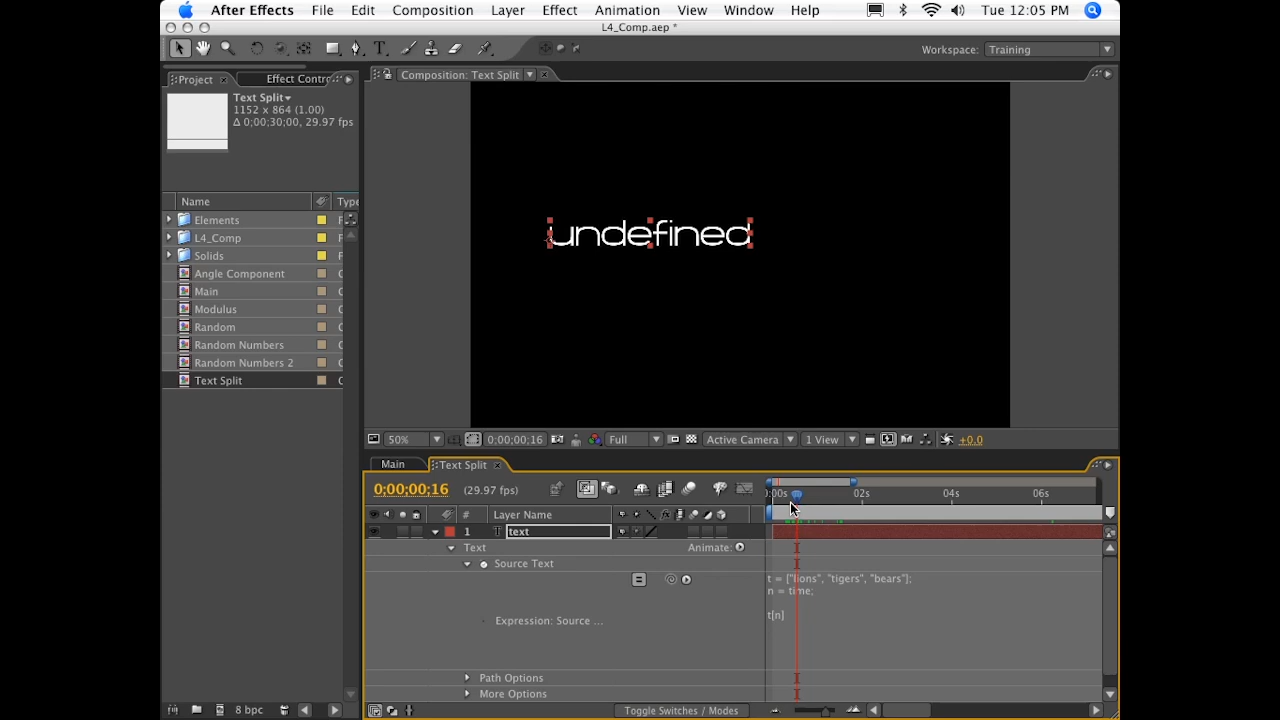 After Effects File Edit Composition Layer Effect Animation View Window Help Tue 12:05 PM
L4_Comp.aep *
Workspace: Training
Project Effect Contro
Composition: Text Split
Text Split
1152 x 864 (1.00)
Δ 0;00;30;00, 29.97 fps
Name Type
Elements F
L4_Comp F
Solids F
Angle Component C
Main C
Modulus C
Random C
Random Numbers C
Random Numbers 2 C
Text Split C
undefined
50% 0;00;00;16 Full Active Camera 1 View +0.0
Main Text Split
0;00;00;16 (29.97 fps)
:00s 02s 04s 06s
# Layer Name
1 T text
Text Animate:
Source Text
t = ["lions", "tigers", "bears"];
n = time;
t[n]
Expression: Source ...
Path Options
More Options
8 bpc Toggle Switches / Modes